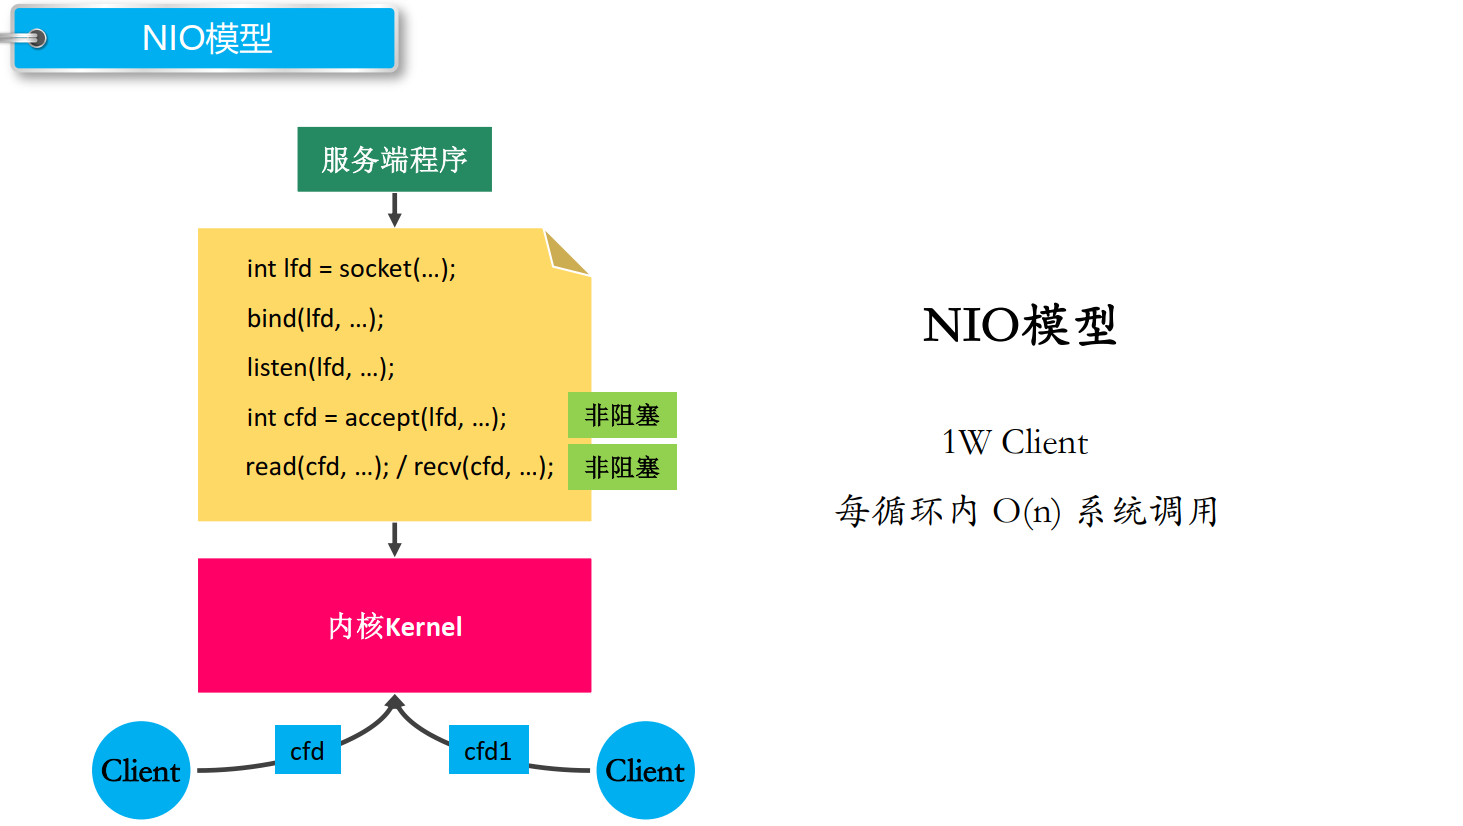 NIO模型
服务端程序
int lfd = socket(…);
bind(lfd, …);
listen(lfd, …);
int cfd = accept(lfd, …);
非阻塞
read(cfd, …); / recv(cfd, …);
非阻塞
内核Kernel
cfd
cfd1
Client
Client
NIO模型
1W Client
每循环内 O(n) 系统调用